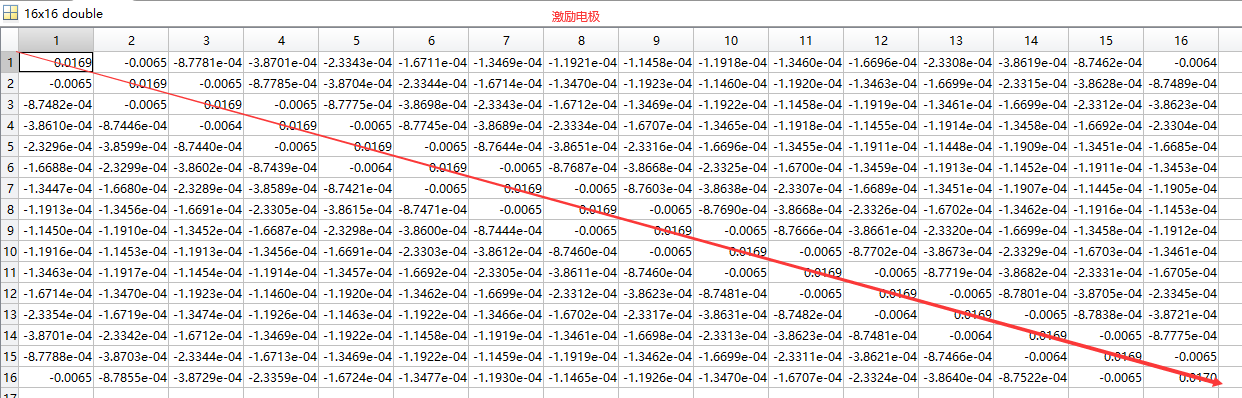 16x16 double
激励电极
1 2 3 4 5 6 7 8 9 10 11 12 13 14 15 16
1 0.0169 -0.0065 -8.7781e-04 -3.8701e-04 -2.3343e-04 -1.6711e-04 -1.3469e-04 -1.1921e-04 -1.1458e-04 -1.1918e-04 -1.3460e-04 -1.6696e-04 -2.3308e-04 -3.8619e-04 -8.7462e-04 -0.0064
2 -0.0065 0.0169 -0.0065 -8.7785e-04 -3.8704e-04 -2.3344e-04 -1.6714e-04 -1.3470e-04 -1.1923e-04 -1.1460e-04 -1.1920e-04 -1.3463e-04 -1.6699e-04 -2.3315e-04 -3.8628e-04 -8.7489e-04
3 -8.7482e-04 -0.0065 0.0169 -0.0065 -8.7775e-04 -3.8698e-04 -2.3343e-04 -1.6712e-04 -1.3469e-04 -1.1922e-04 -1.1458e-04 -1.1919e-04 -1.3461e-04 -1.6699e-04 -2.3312e-04 -3.8623e-04
4 -3.8610e-04 -8.7446e-04 -0.0064 0.0169 -0.0065 -8.7745e-04 -3.8689e-04 -2.3334e-04 -1.6707e-04 -1.3465e-04 -1.1918e-04 -1.1455e-04 -1.1914e-04 -1.3458e-04 -1.6692e-04 -2.3304e-04
5 -2.3296e-04 -3.8599e-04 -8.7440e-04 -0.0065 0.0169 -0.0065 -8.7644e-04 -3.8651e-04 -2.3316e-04 -1.6696e-04 -1.3455e-04 -1.1911e-04 -1.1448e-04 -1.1909e-04 -1.3451e-04 -1.6685e-04
6 -1.6688e-04 -2.3299e-04 -3.8602e-04 -8.7439e-04 -0.0064 0.0169 -0.0065 -8.7687e-04 -3.8668e-04 -2.3325e-04 -1.6700e-04 -1.3459e-04 -1.1913e-04 -1.1452e-04 -1.1911e-04 -1.3453e-04
7 -1.3447e-04 -1.6680e-04 -2.3289e-04 -3.8589e-04 -8.7421e-04 -0.0065 0.0169 -0.0065 -8.7603e-04 -3.8638e-04 -2.3307e-04 -1.6689e-04 -1.3451e-04 -1.1907e-04 -1.1445e-04 -1.1905e-04
8 -1.1913e-04 -1.3456e-04 -1.6691e-04 -2.3305e-04 -3.8615e-04 -8.7471e-04 -0.0065 0.0169 -0.0065 -8.7690e-04 -3.8668e-04 -2.3326e-04 -1.6702e-04 -1.3462e-04 -1.1916e-04 -1.1453e-04
9 -1.1450e-04 -1.1910e-04 -1.3452e-04 -1.6687e-04 -2.3298e-04 -3.8600e-04 -8.7444e-04 -0.0065 0.0169 -0.0065 -8.7666e-04 -3.8661e-04 -2.3320e-04 -1.6699e-04 -1.3458e-04 -1.1912e-04
10 -1.1916e-04 -1.1453e-04 -1.1913e-04 -1.3456e-04 -1.6691e-04 -2.3303e-04 -3.8612e-04 -8.7460e-04 -0.0065 0.0169 -0.0065 -8.7702e-04 -3.8673e-04 -2.3329e-04 -1.6703e-04 -1.3461e-04
11 -1.3463e-04 -1.1917e-04 -1.1454e-04 -1.1914e-04 -1.3457e-04 -1.6692e-04 -2.3305e-04 -3.8611e-04 -8.7460e-04 -0.0065 0.0169 -0.0065 -8.7719e-04 -3.8682e-04 -2.3331e-04 -1.6705e-04
12 -1.6714e-04 -1.3470e-04 -1.1923e-04 -1.1460e-04 -1.1920e-04 -1.3462e-04 -1.6699e-04 -2.3312e-04 -3.8623e-04 -8.7481e-04 -0.0065 0.0169 -0.0065 -8.7801e-04 -3.8705e-04 -2.3345e-04
13 -2.3354e-04 -1.6719e-04 -1.3474e-04 -1.1926e-04 -1.1463e-04 -1.1922e-04 -1.3466e-04 -1.6702e-04 -2.3317e-04 -3.8631e-04 -8.7482e-04 -0.0064 0.0169 -0.0065 -8.7838e-04 -3.8721e-04
14 -3.8701e-04 -2.3342e-04 -1.6712e-04 -1.3469e-04 -1.1922e-04 -1.1458e-04 -1.1919e-04 -1.3461e-04 -1.6698e-04 -2.3313e-04 -3.8623e-04 -8.7481e-04 -0.0064 0.0169 -0.0065 -8.7775e-04
15 -8.7788e-04 -3.8703e-04 -2.3344e-04 -1.6713e-04 -1.3469e-04 -1.1922e-04 -1.1459e-04 -1.1919e-04 -1.3462e-04 -1.6699e-04 -2.3311e-04 -3.8621e-04 -8.7466e-04 -0.0064 0.0169 -0.0065
16 -0.0065 -8.7855e-04 -3.8729e-04 -2.3359e-04 -1.6724e-04 -1.3477e-04 -1.1930e-04 -1.1465e-04 -1.1926e-04 -1.3470e-04 -1.6707e-04 -2.3324e-04 -3.8640e-04 -8.7522e-04 -0.0065 0.0170
17